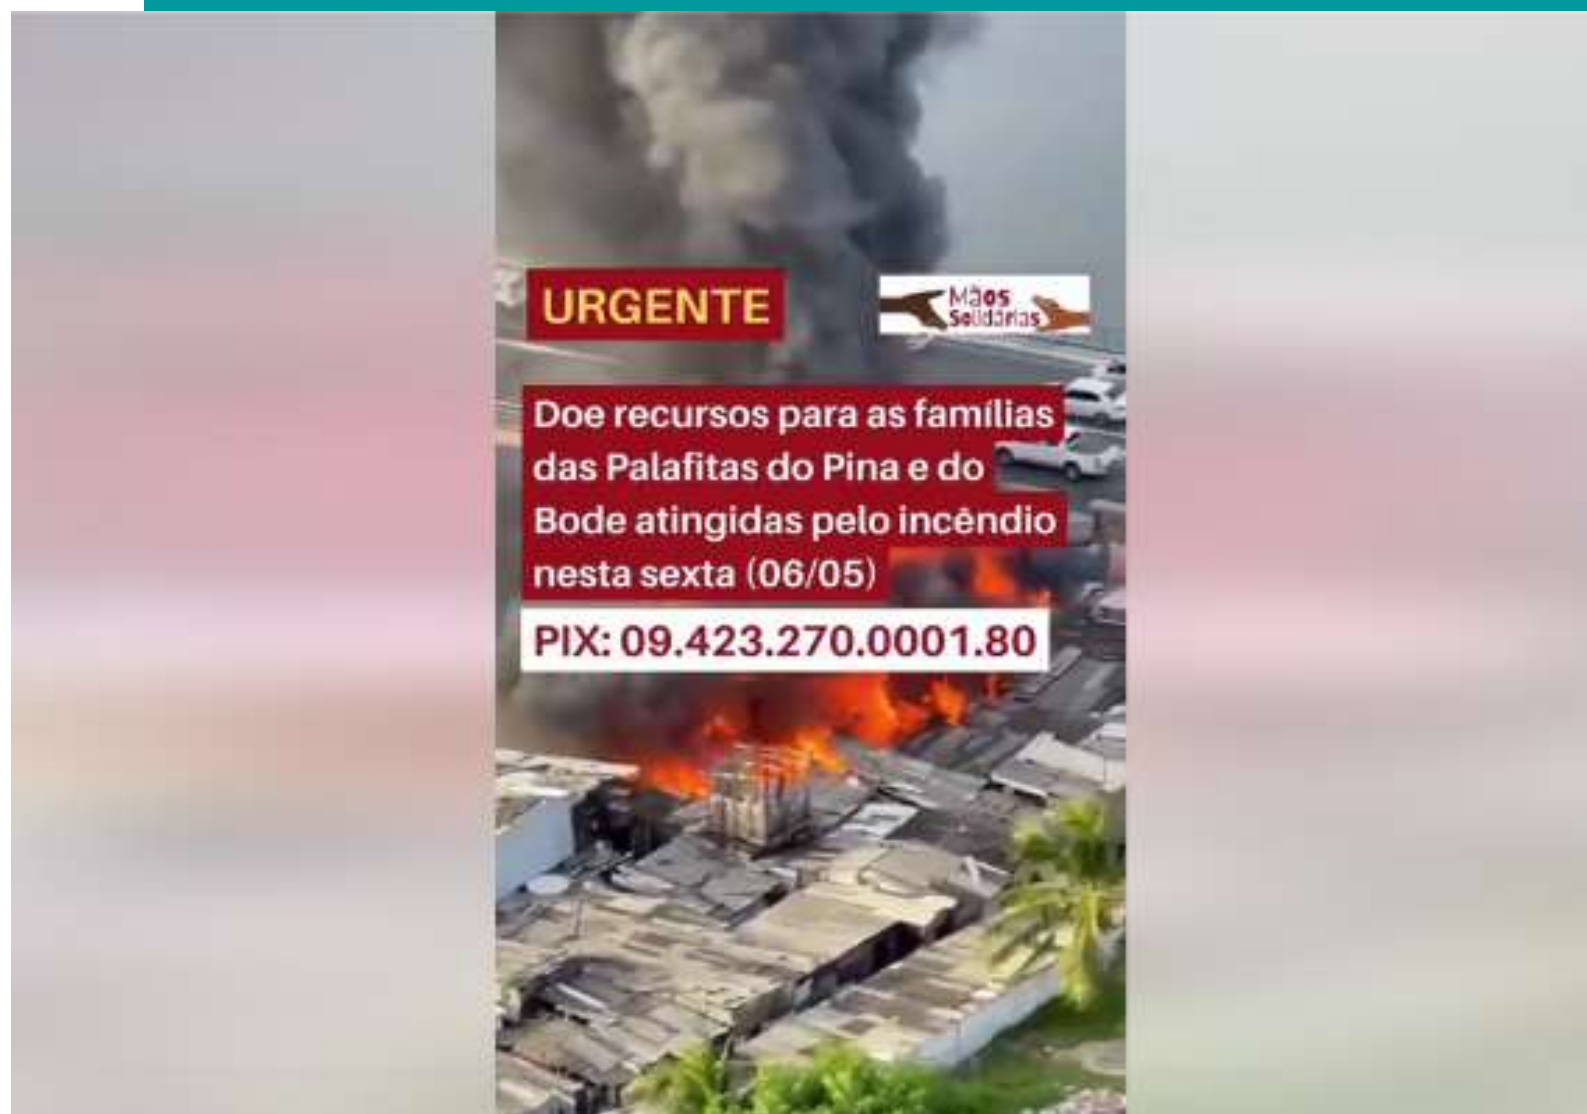 URGENTE
Mãos
Solidárias
Doe recursos para as famílias
das Palafitas do Pina e do
Bode atingidas pelo incêndio
nesta sexta (06/05)
PIX: 09.423.270.0001.80